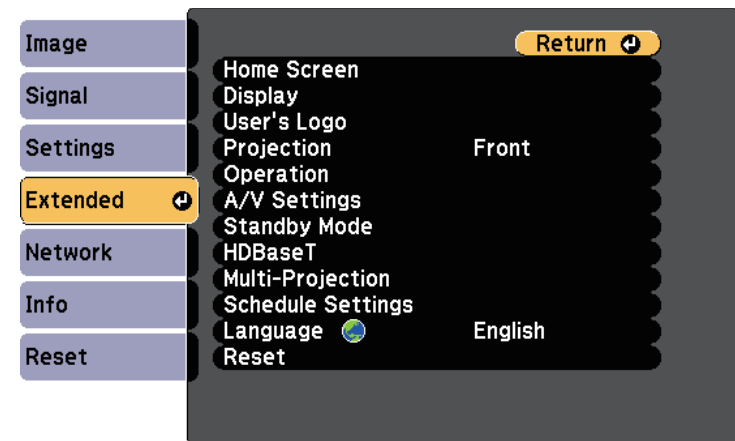 Image
Signal
Settings
Extended
Network
Info
Reset
Return
Home Screen
Display
User's Logo
Projection Front
Operation
A/V Settings
Standby Mode
HDBaseT
Multi-Projection
Schedule Settings
Language English
Reset